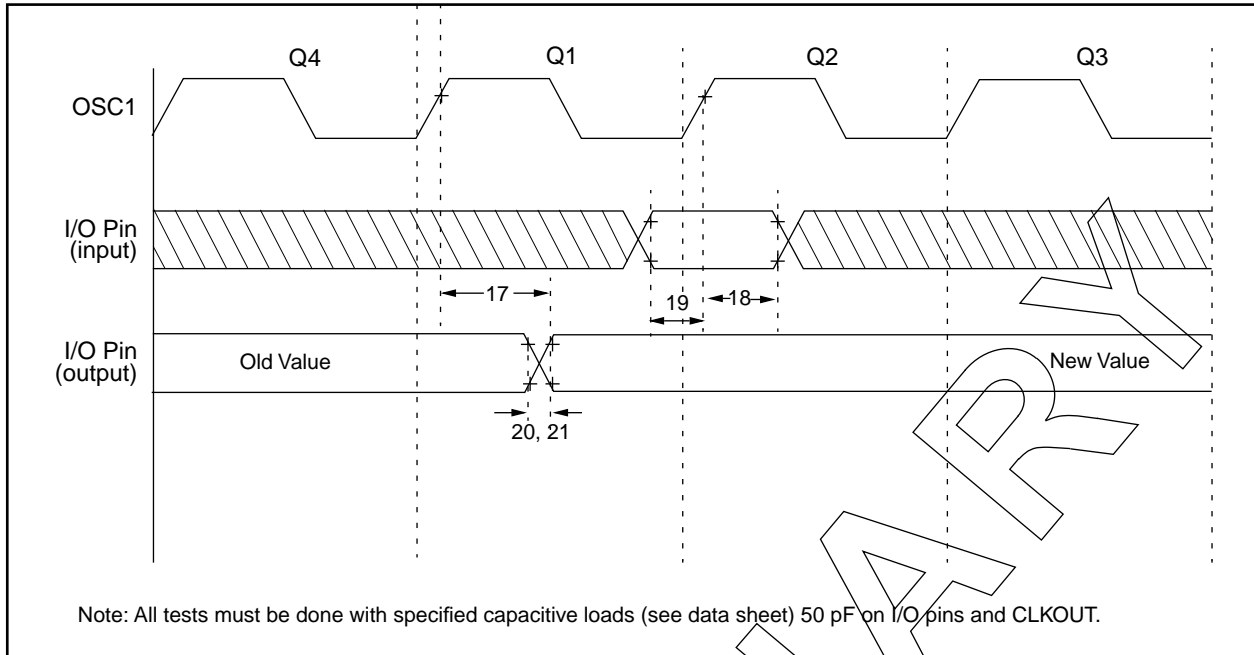 Q4
Q1
Q2
Q3
OSC1
I/O Pin
(input)
17
19
18
I/O Pin
(output)
Old Value
New Value
20, 21
Note: All tests must be done with specified capacitive loads (see data sheet) 50 pF on I/O pins and CLKOUT.
A R Y